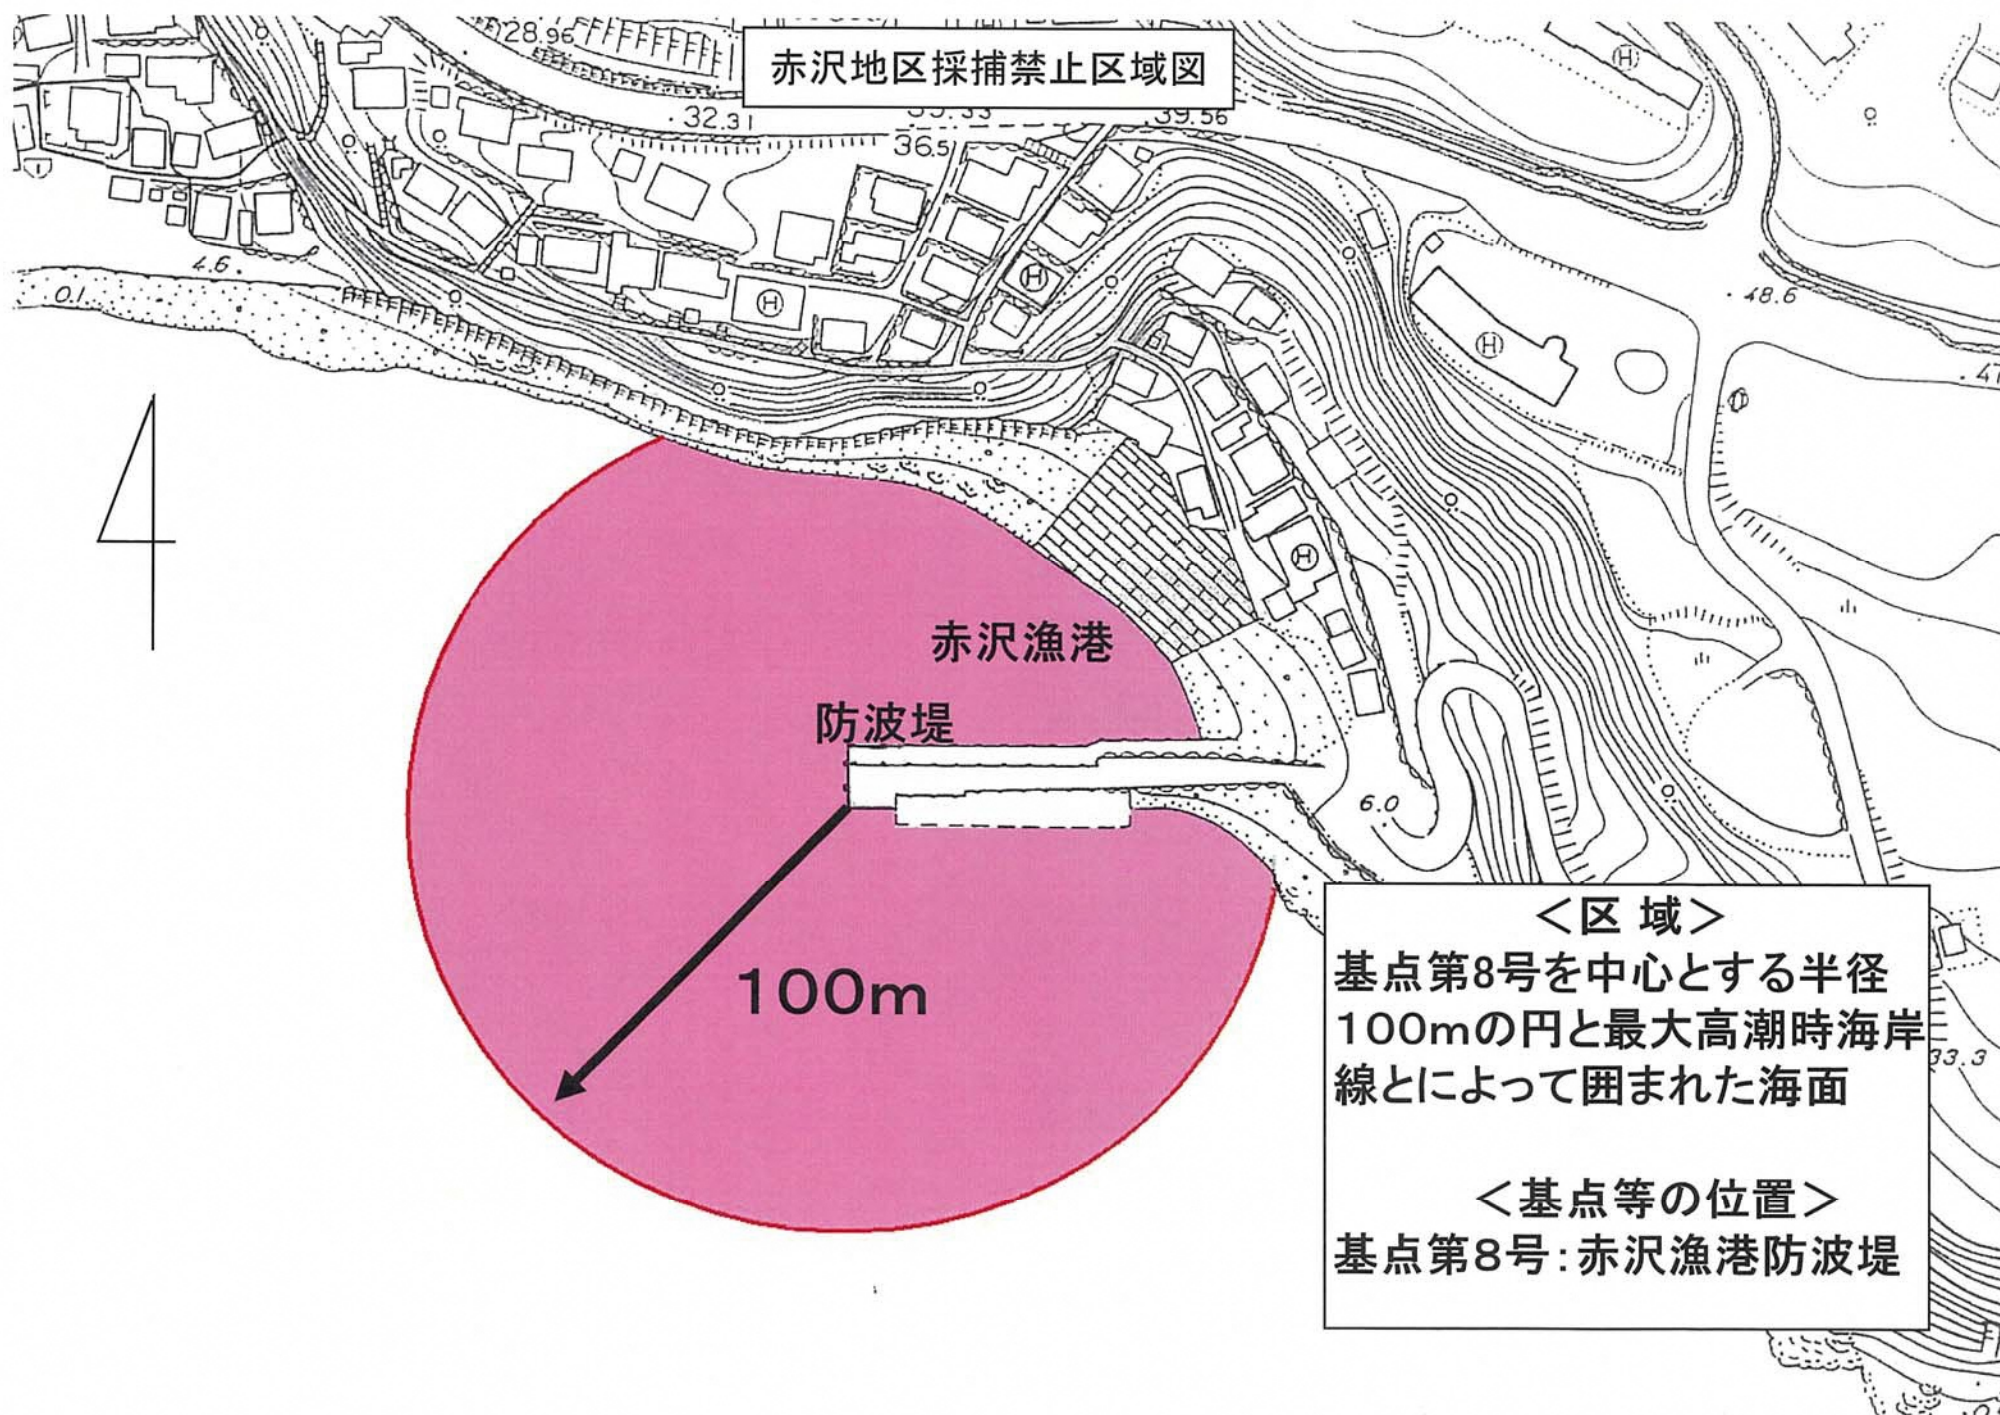 赤沢地区採捕禁止区域図
28.96
32.31
39.56
36.5
4.6
0.1
48.6
赤沢漁港
防波堤
6.0
100m
<区 域>
基点第8号を中心とする半径
100mの円と最大高潮時海岸
線とによって囲まれた海面
33.3
<基点等の位置>
基点第8号:赤沢漁港防波堤
H
H
H
H
H